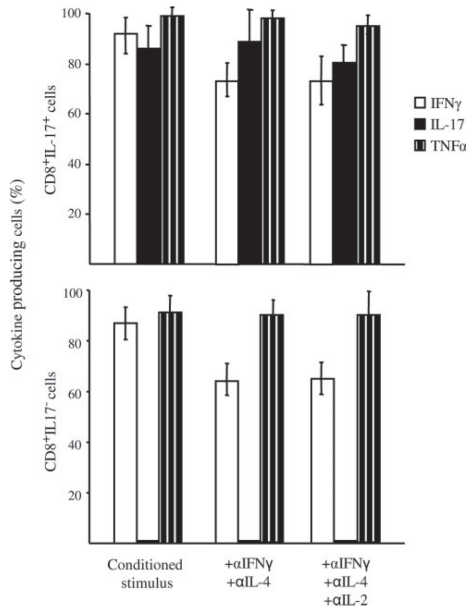 Cytokine producing cells (%)
CD8⁺IL-17⁺ cells
100
80
60
40
20
IFNγ
IL-17
TNFα
CD8⁺IL17⁻ cells
100
80
60
40
20
Conditioned
stimulus
+αIFNγ
+αIL-4
+αIFNγ
+αIL-4
+αIL-2